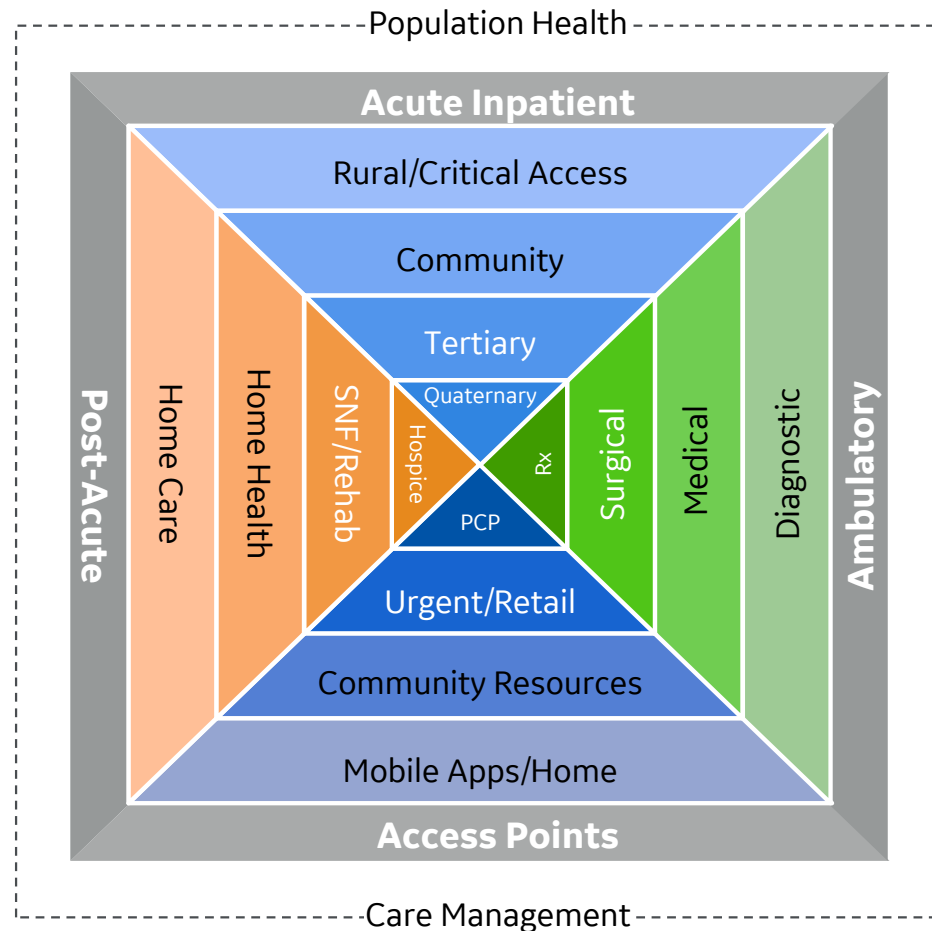 Population Health
Acute Inpatient
Rural/Critical Access
Community
Tertiary
Quaternary
Post-Acute
Home Care
Home Health
SNF/Rehab
Hospice
Rx
Surgical
Medical
Diagnostic
Ambulatory
PCP
Urgent/Retail
Community Resources
Mobile Apps/Home
Access Points
Care Management